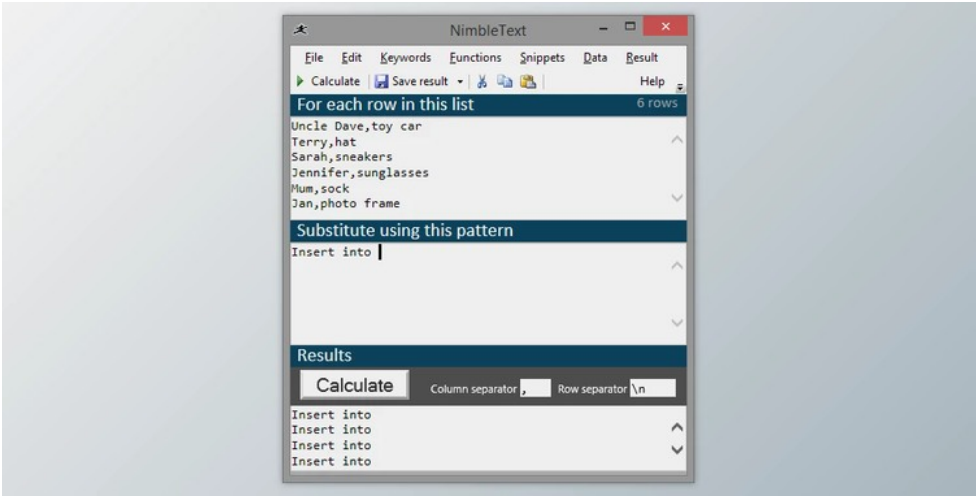 NimbleText
File Edit Keywords Functions Snippets Data Result
Calculate Save result Help
For each row in this list 6 rows
Uncle Dave,toy car
Terry,hat
Sarah,sneakers
Jennifer,sunglasses
Mum,sock
Jan,photo frame
Substitute using this pattern
Insert into
Results
Calculate Column separator , Row separator \n
Insert into
Insert into
Insert into
Insert into